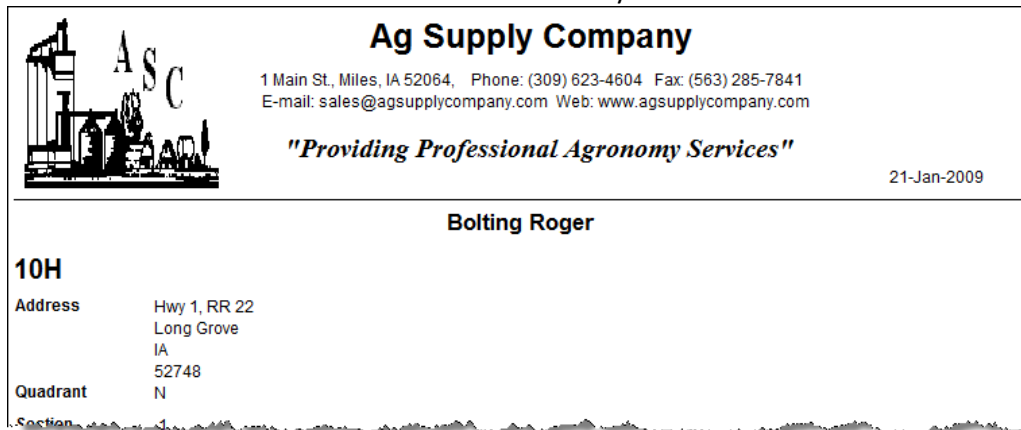 A S C
Ag Supply Company
1 Main St., Miles, IA 52064, Phone: (309) 623-4604 Fax: (563) 285-7841
E-mail: sales@agsupplycompany.com Web: www.agsupplycompany.com
"Providing Professional Agronomy Services"
21-Jan-2009
Bolting Roger
10H
Address Hwy 1, RR 22
Long Grove
IA
52748
Quadrant N
Section 1